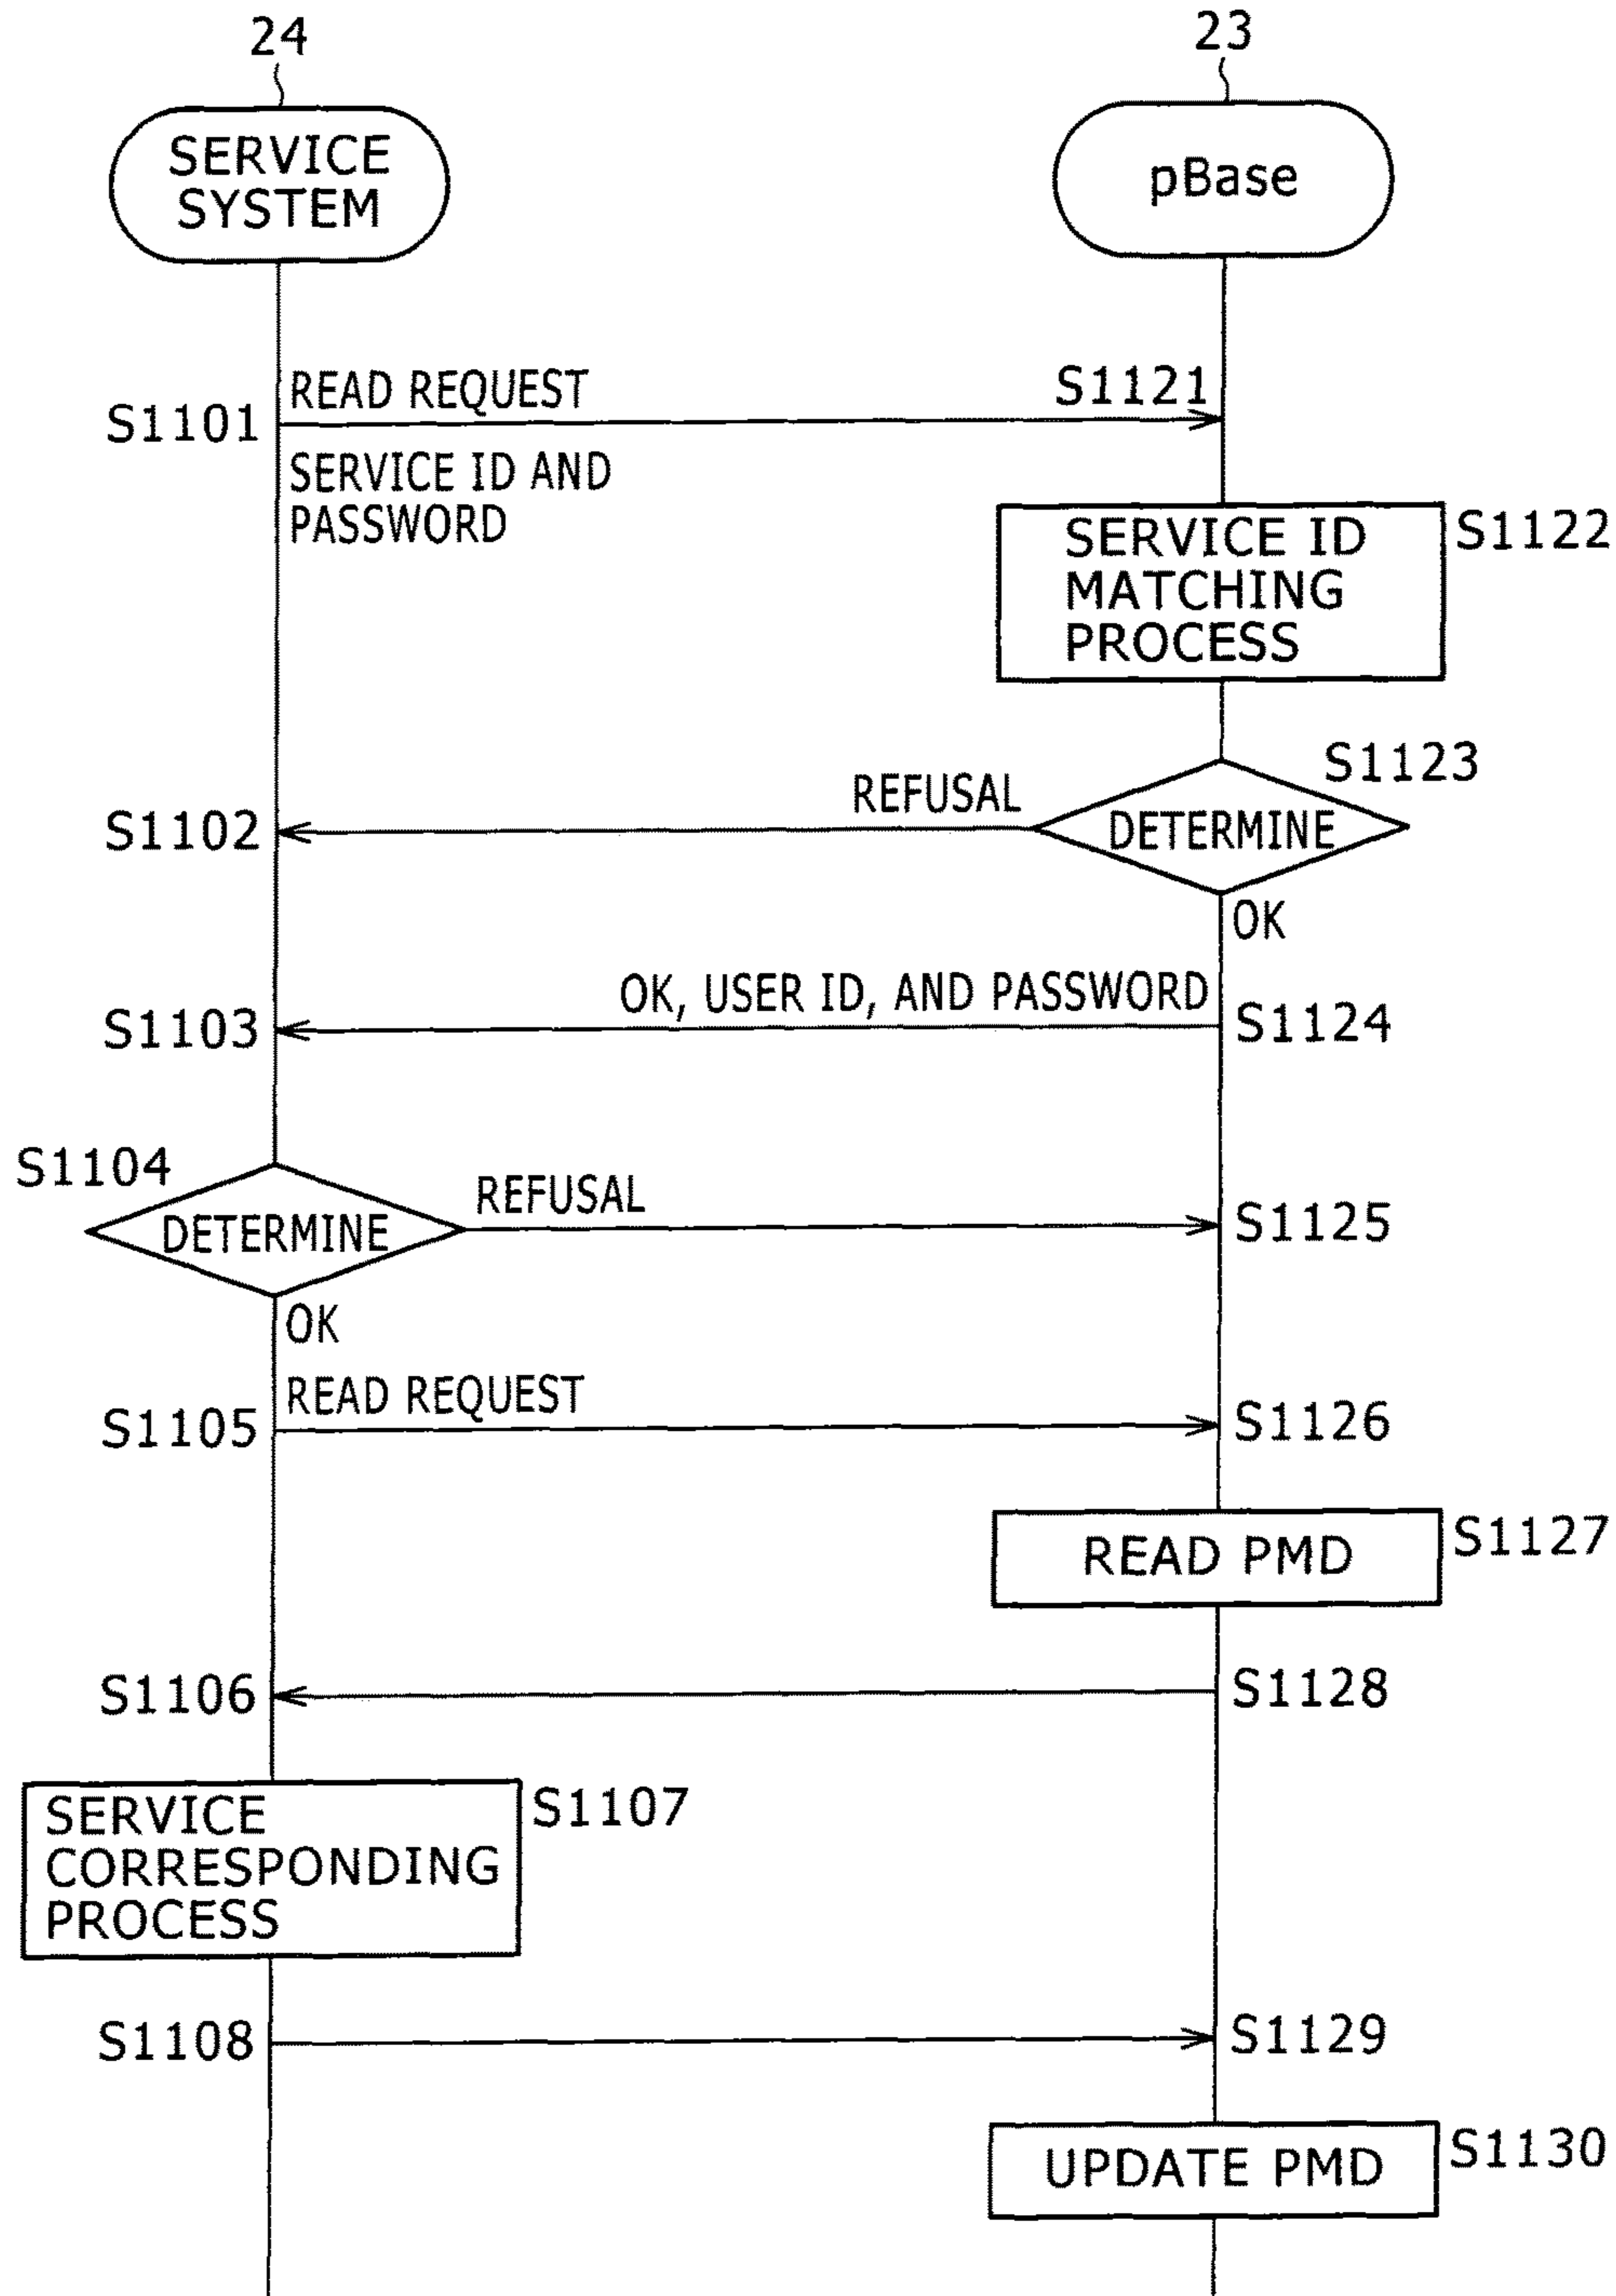 24
23
SERVICE
SYSTEM
pBase
READ REQUEST
S1121
S1101
SERVICE ID AND
PASSWORD
SERVICE ID
MATCHING
PROCESS
S1122
S1123
REFUSAL
DETERMINE
S1102
OK
OK, USER ID, AND PASSWORD
S1103
S1124
S1104
REFUSAL
DETERMINE
S1125
OK
READ REQUEST
S1105
S1126
READ PMD
S1127
S1106
S1128
SERVICE
CORRESPONDING
PROCESS
S1107
S1108
S1129
UPDATE PMD
S1130